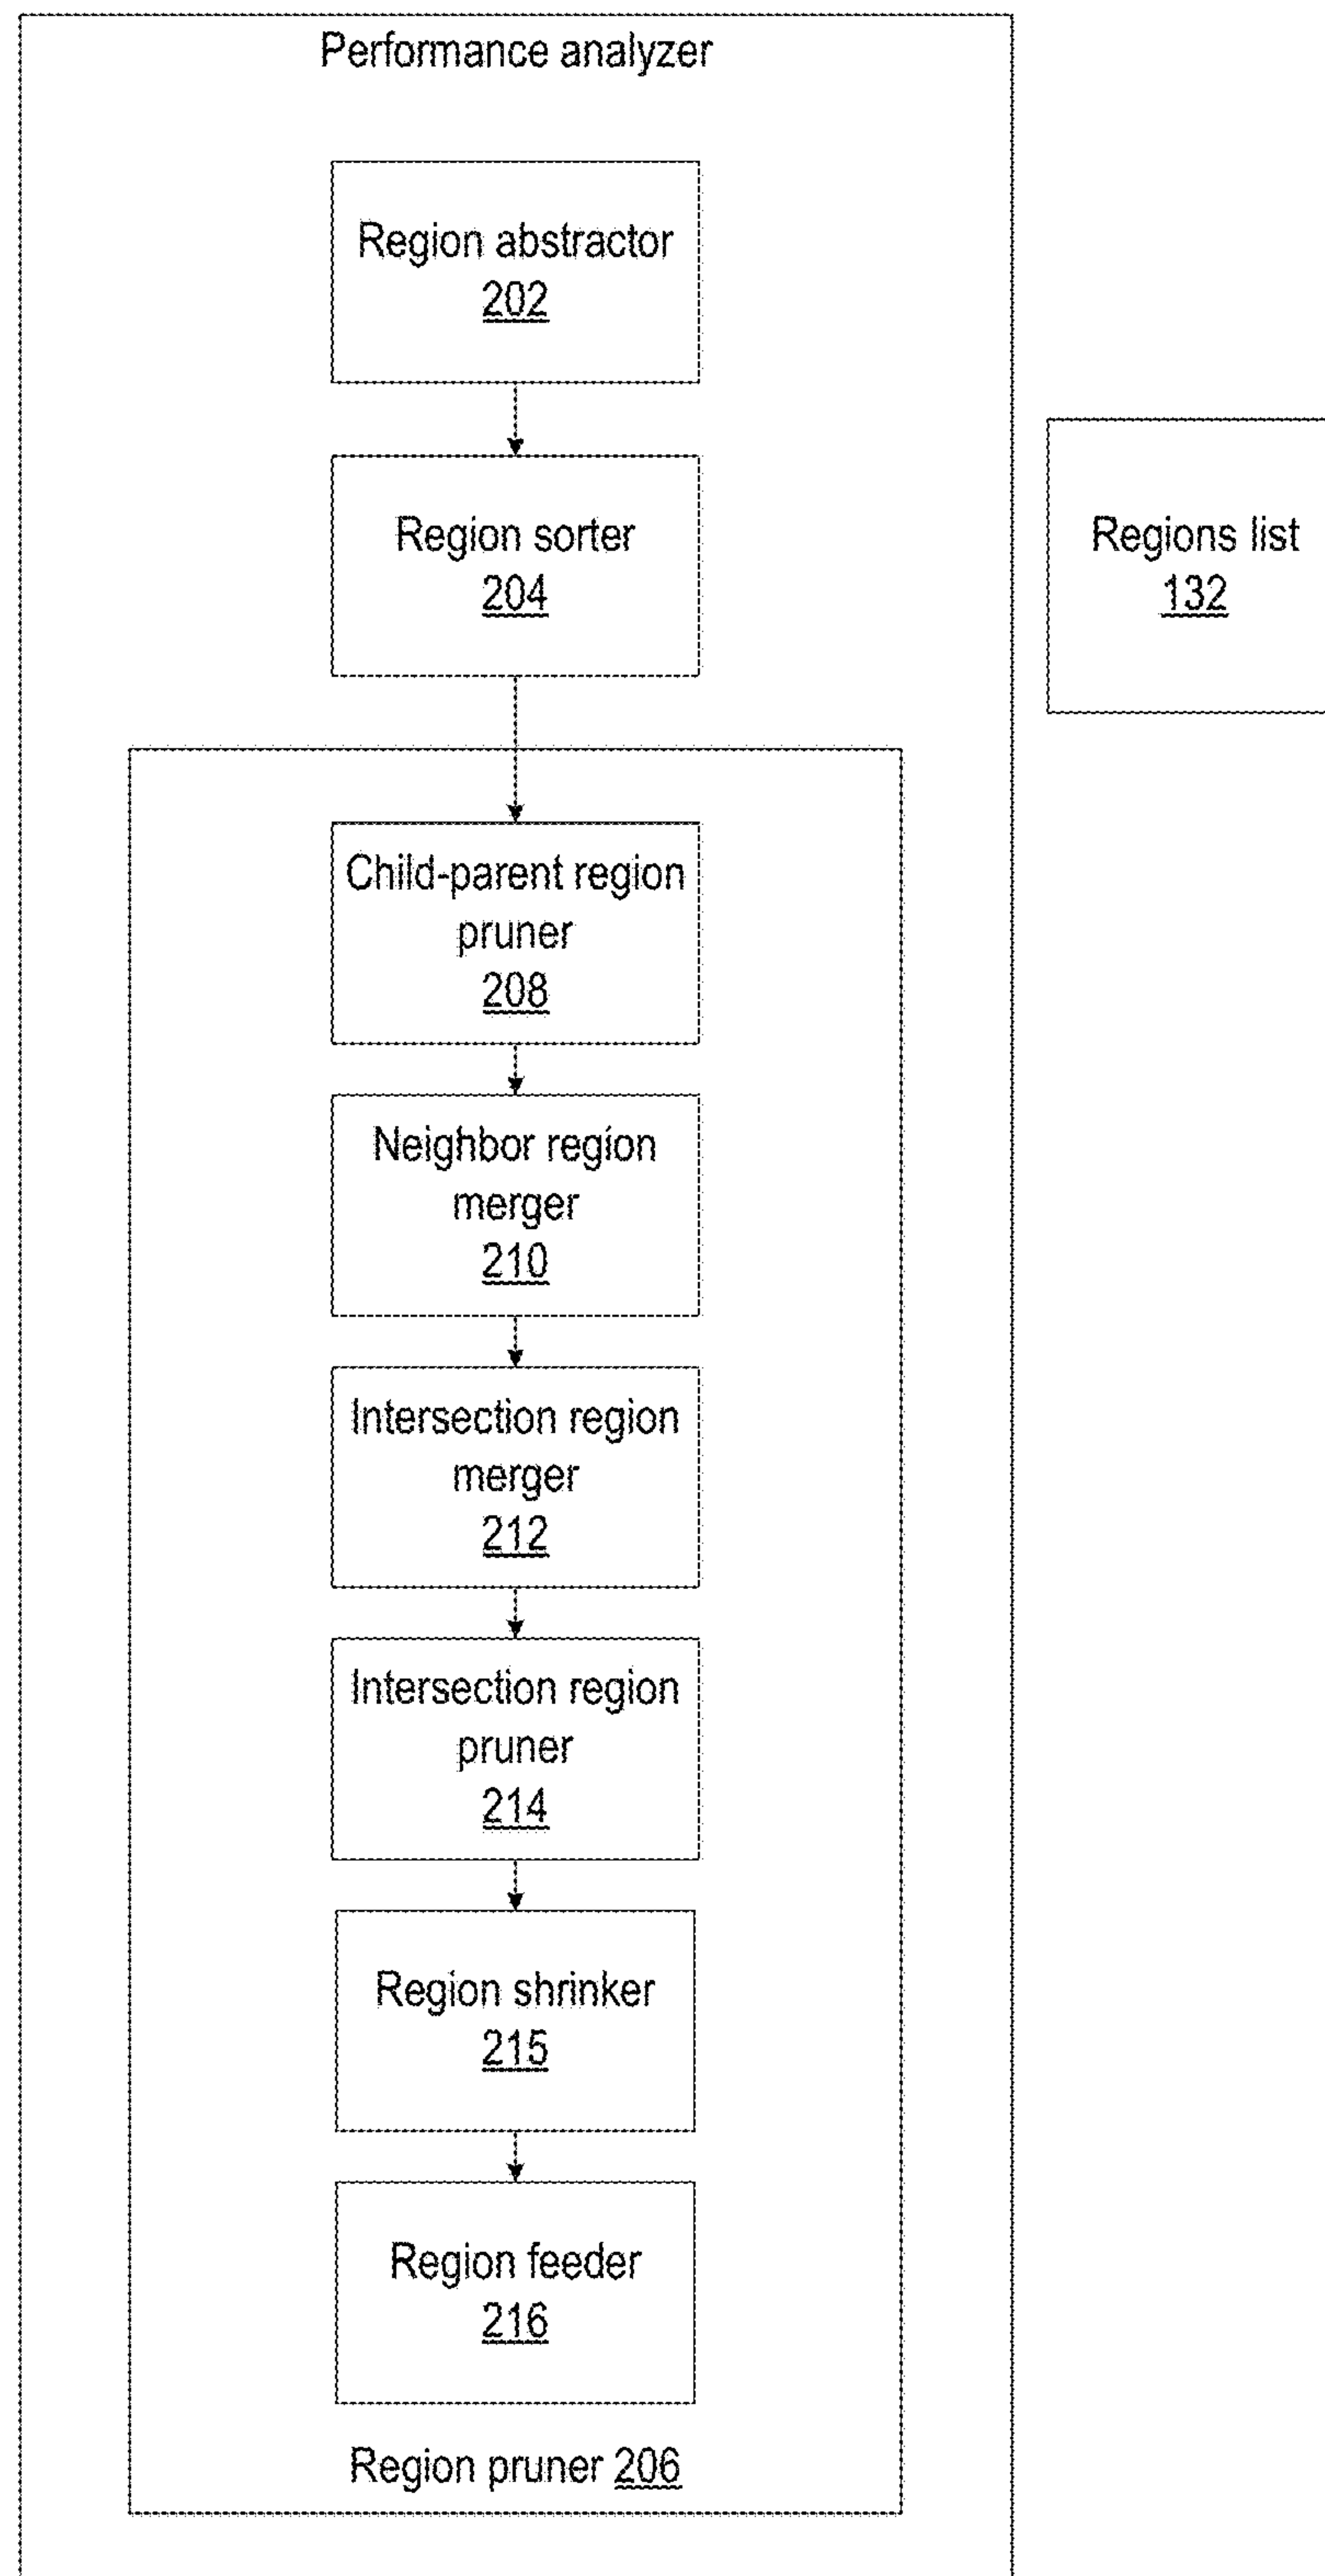 Performance analyzer
Region abstractor
202
Region sorter
204
Regions list
132
Child-parent region
pruner
208
Neighbor region
merger
210
Intersection region
merger
212
Intersection region
pruner
214
Region shrinker
215
Region feeder
216
Region pruner 206